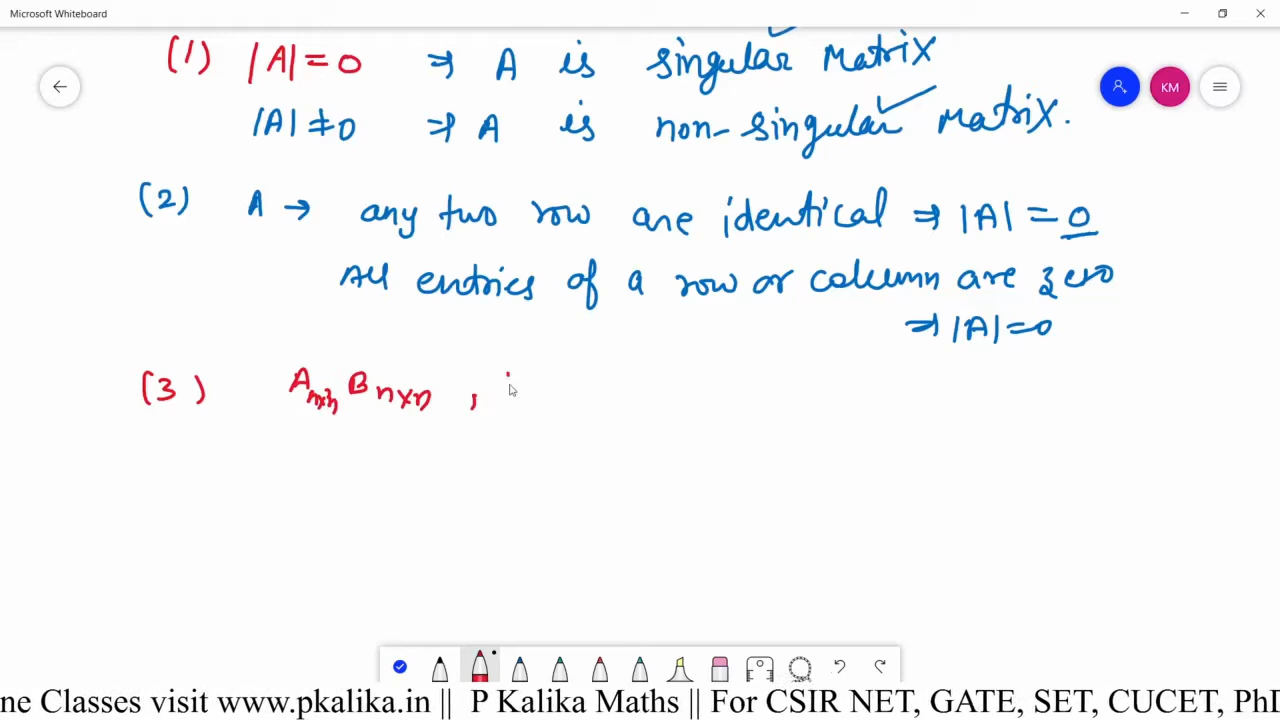 Microsoft Whiteboard
(1) |A| = 0 ⇒ A is singular Matrix
|A| ≠ 0 ⇒ A is non-singular Matrix.
(2) A → any two row are identical ⇒ |A| = 0
All entries of a row or column are zero
⇒ |A| = 0
(3) A n×n B n×n ,
KM
ne Classes visit www.pkalika.in || P Kalika Maths || For CSIR NET, GATE, SET, CUCET, PhD